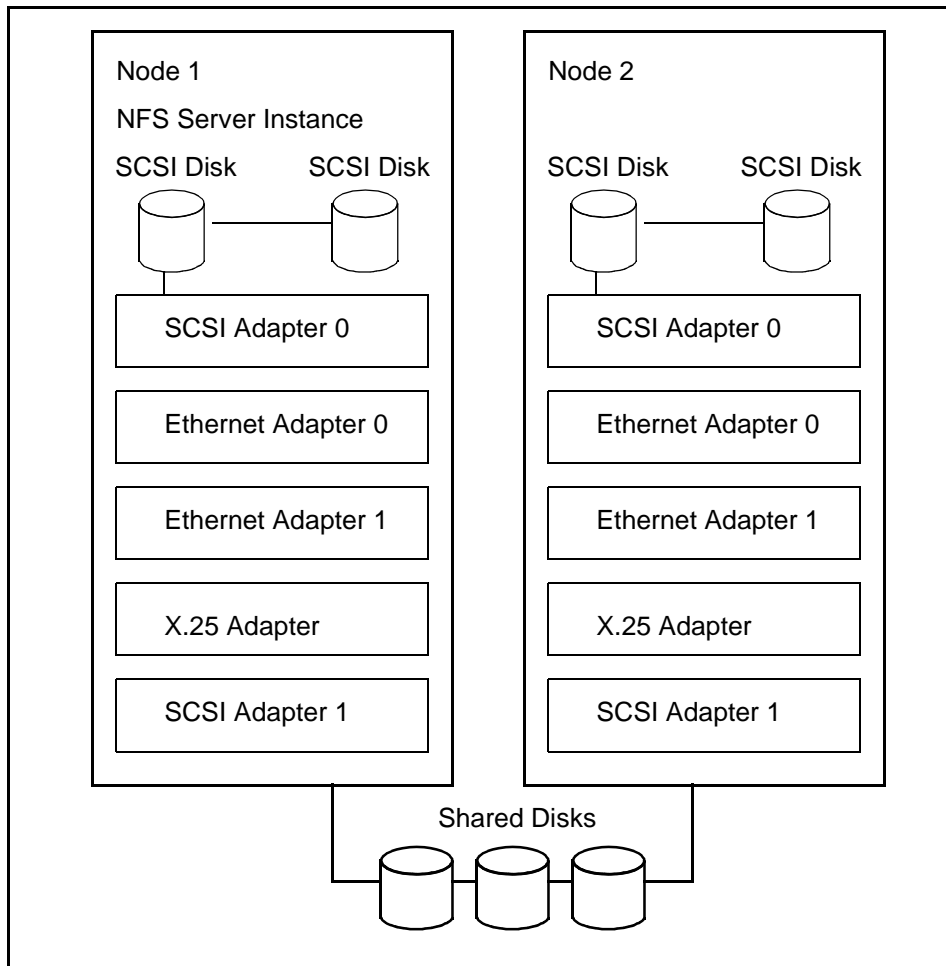 Node 1
NFS Server Instance
SCSI Disk SCSI Disk
SCSI Adapter 0
Ethernet Adapter 0
Ethernet Adapter 1
X.25 Adapter
SCSI Adapter 1
Node 2
SCSI Disk SCSI Disk
SCSI Adapter 0
Ethernet Adapter 0
Ethernet Adapter 1
X.25 Adapter
SCSI Adapter 1
Shared Disks